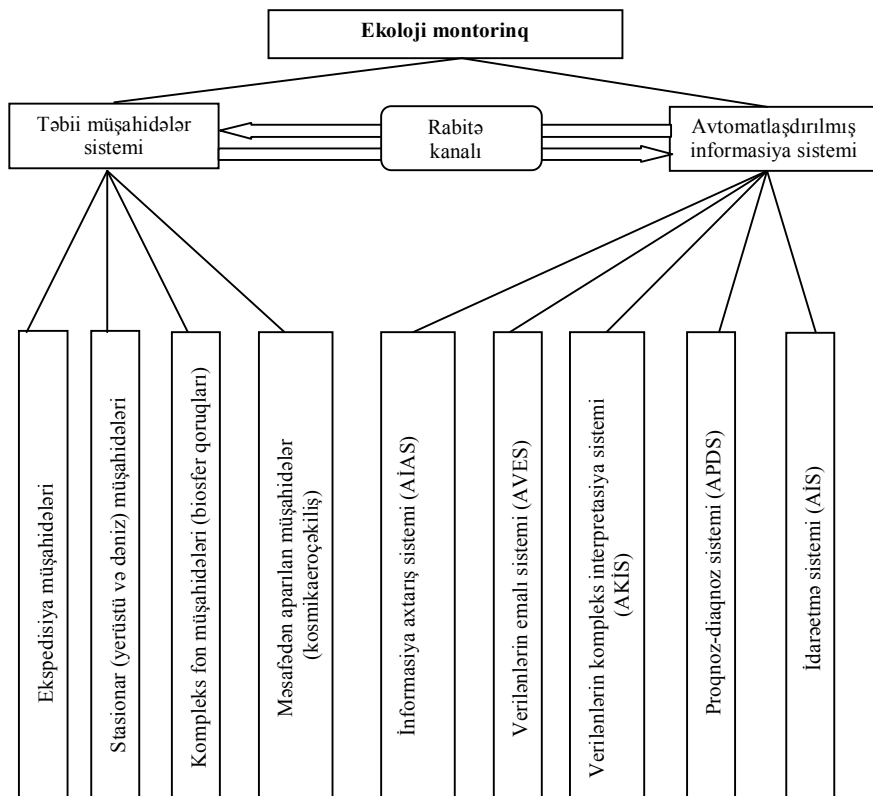 Ekoloji montorinq
Təbii müşahidələr
sistemi
Rabitə
kanalı
Avtomatlaşdırılmış
informasiya sistemi
Ekspedisiya müşahidələri
Stasionar (yerüstü və dəniz) müşahidələri
Kompleks fon müşahidələri (biosfer qoruqları)
Məsafədən aparılan müşahidələr
(kosmikaeroçəkiliş)
İnformasiya axtarış sistemi (AİAS)
Verilənlərin emalı sistemi (AVES)
Verilənlərin kompleks interpretasiya sistemi
(AKİS)
Proqnoz-diaqnoz sistemi (APDS)
İdarəetmə sistemi (AİS)